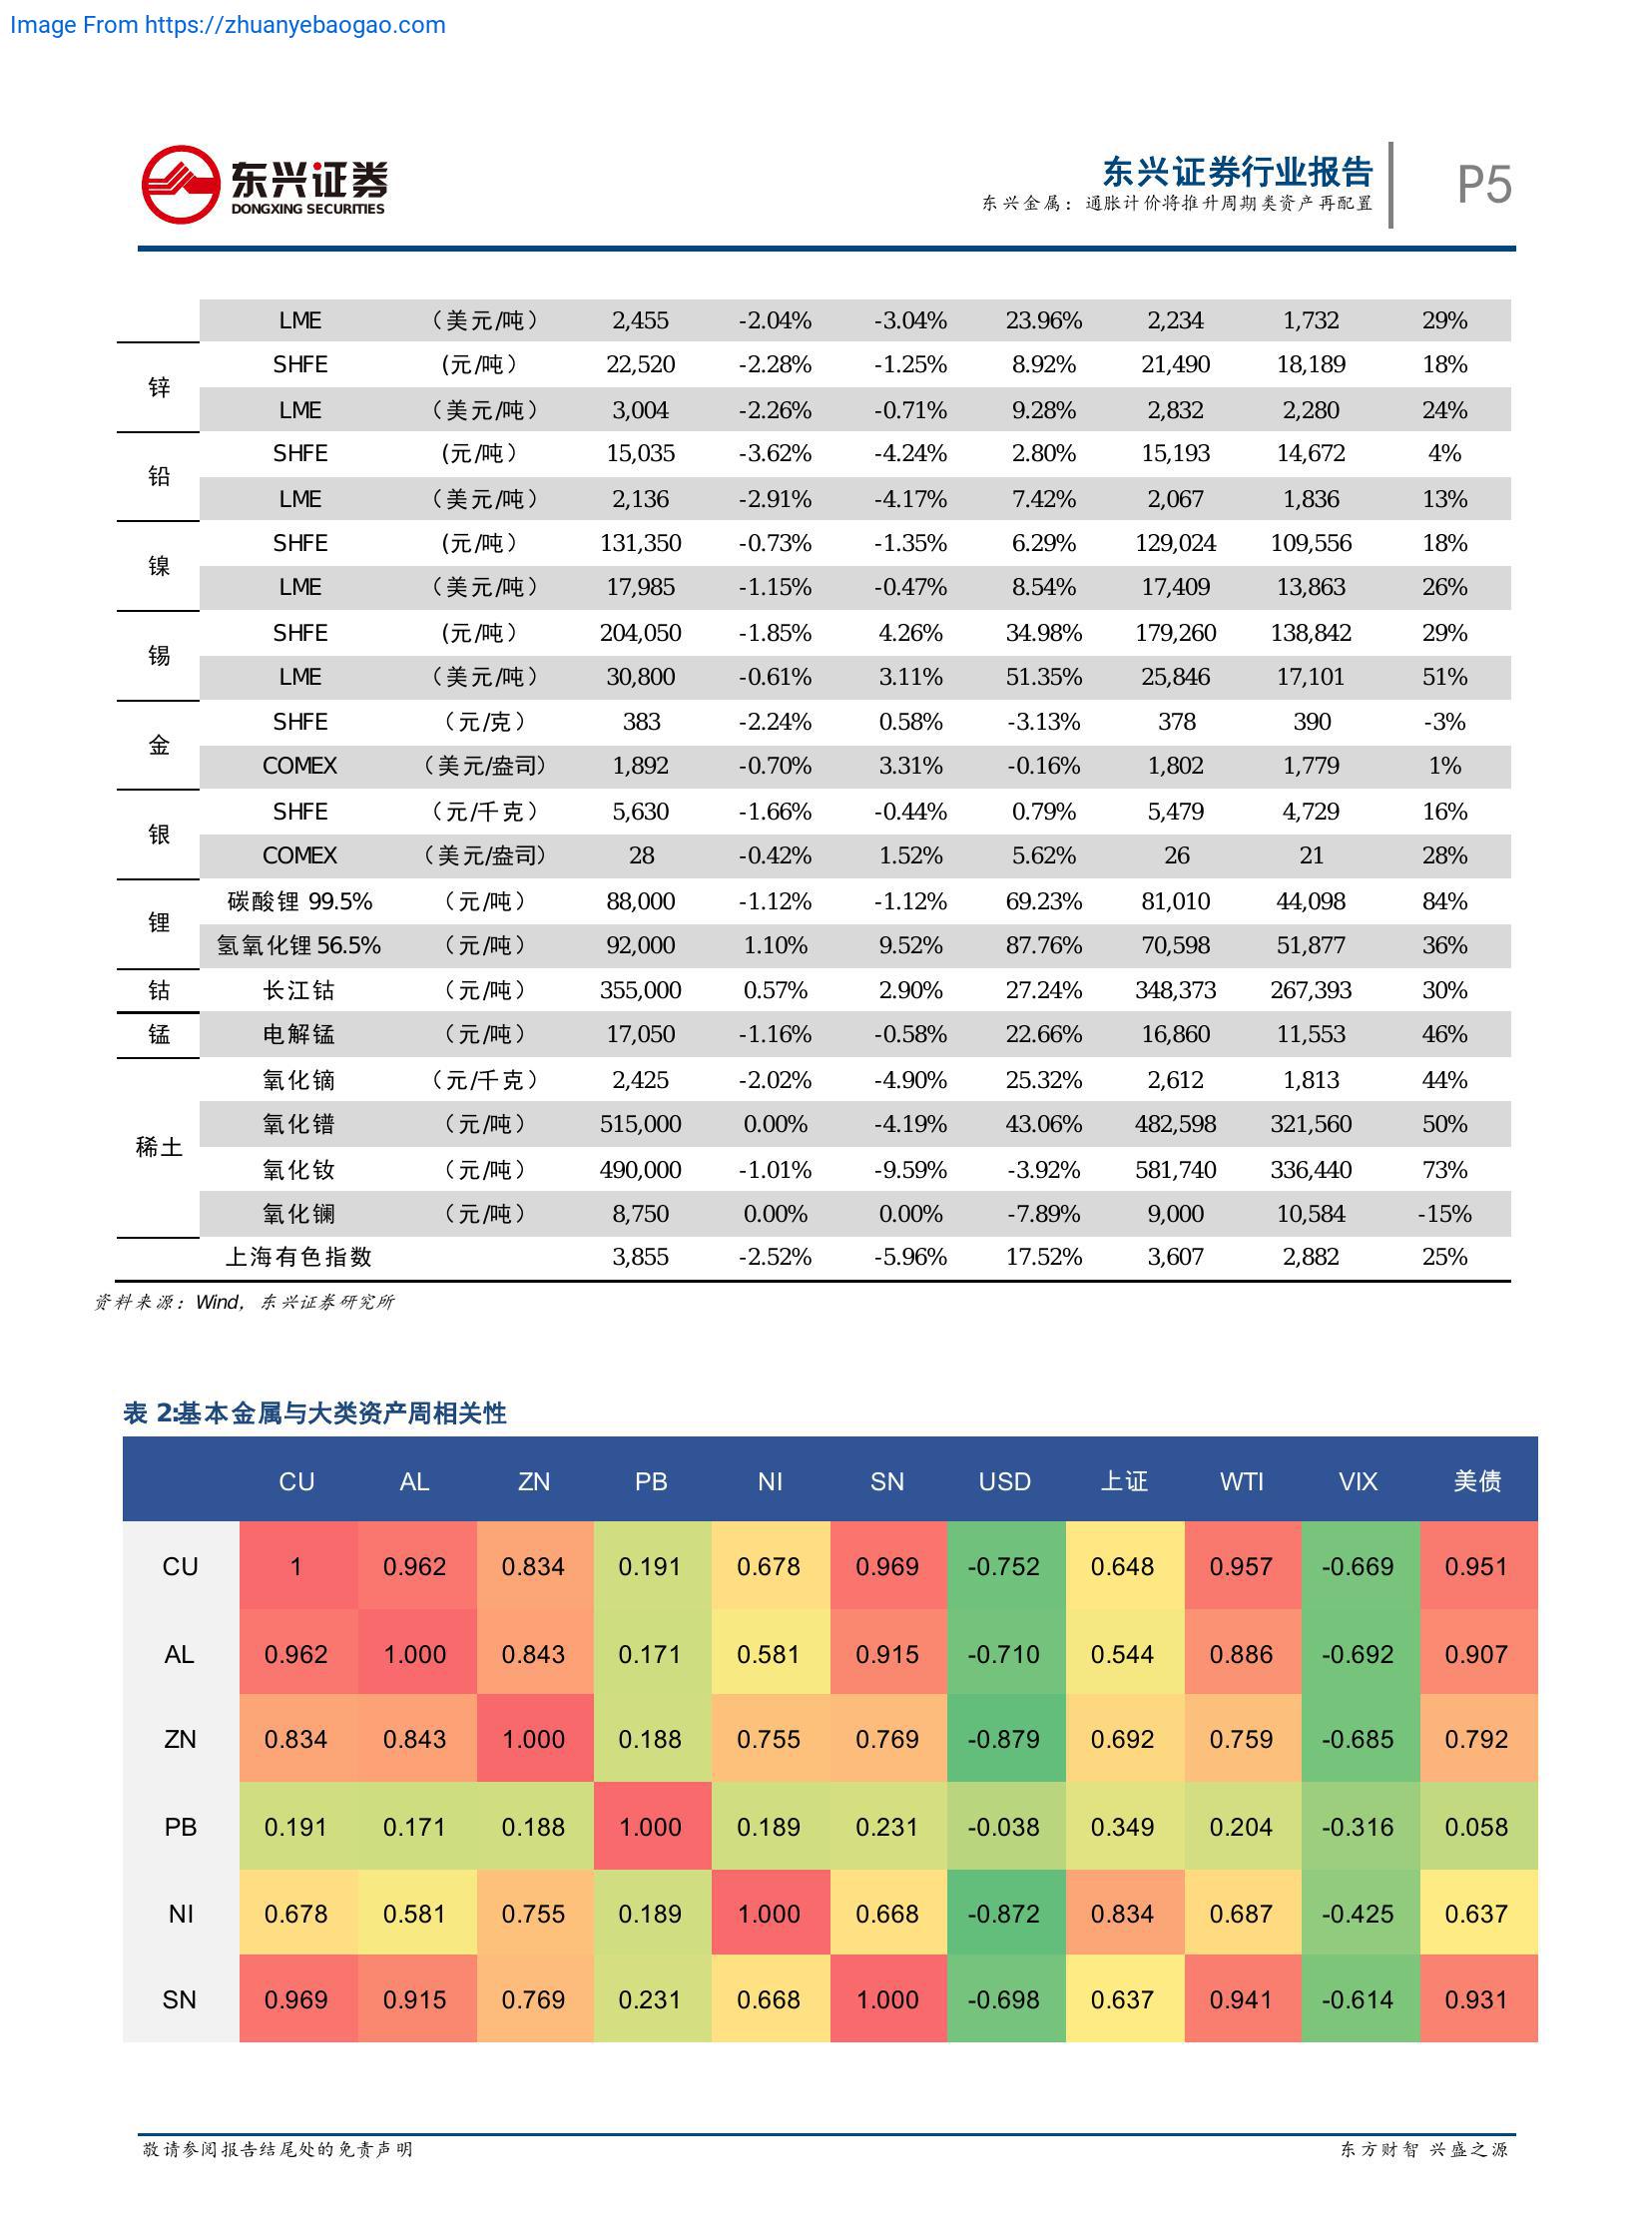 Image From https://zhuanyebaogao.com
东兴证券
DONGXING SECURITIES
东兴证券行业报告
东兴金属：通胀计价将推升周期类资产再配置
P5
LME （美元/吨） 2,455 -2.04% -3.04% 23.96% 2,234 1,732 29%
锌 SHFE (元/吨） 22,520 -2.28% -1.25% 8.92% 21,490 18,189 18%
LME （美元/吨） 3,004 -2.26% -0.71% 9.28% 2,832 2,280 24%
铅 SHFE (元/吨） 15,035 -3.62% -4.24% 2.80% 15,193 14,672 4%
LME （美元/吨） 2,136 -2.91% -4.17% 7.42% 2,067 1,836 13%
镍 SHFE (元/吨） 131,350 -0.73% -1.35% 6.29% 129,024 109,556 18%
LME （美元/吨） 17,985 -1.15% -0.47% 8.54% 17,409 13,863 26%
锡 SHFE (元/吨） 204,050 -1.85% 4.26% 34.98% 179,260 138,842 29%
LME （美元/吨） 30,800 -0.61% 3.11% 51.35% 25,846 17,101 51%
金 SHFE （元/克） 383 -2.24% 0.58% -3.13% 378 390 -3%
COMEX （美元/盎司） 1,892 -0.70% 3.31% -0.16% 1,802 1,779 1%
银 SHFE （元/千克） 5,630 -1.66% -0.44% 0.79% 5,479 4,729 16%
COMEX （美元/盎司） 28 -0.42% 1.52% 5.62% 26 21 28%
锂 碳酸锂 99.5% （元/吨） 88,000 -1.12% -1.12% 69.23% 81,010 44,098 84%
氢氧化锂 56.5% （元/吨） 92,000 1.10% 9.52% 87.76% 70,598 51,877 36%
钴 长江钴 （元/吨） 355,000 0.57% 2.90% 27.24% 348,373 267,393 30%
锰 电解锰 （元/吨） 17,050 -1.16% -0.58% 22.66% 16,860 11,553 46%
稀土 氧化镝 （元/千克） 2,425 -2.02% -4.90% 25.32% 2,612 1,813 44%
氧化镨 （元/吨） 515,000 0.00% -4.19% 43.06% 482,598 321,560 50%
氧化钕 （元/吨） 490,000 -1.01% -9.59% -3.92% 581,740 336,440 73%
氧化镧 （元/吨） 8,750 0.00% 0.00% -7.89% 9,000 10,584 -15%
上海有色指数 3,855 -2.52% -5.96% 17.52% 3,607 2,882 25%
资料来源：Wind，东兴证券研究所
表 2:基本金属与大类资产周相关性
CU AL ZN PB NI SN USD 上证 WTI VIX 美债
CU 1 0.962 0.834 0.191 0.678 0.969 -0.752 0.648 0.957 -0.669 0.951
AL 0.962 1.000 0.843 0.171 0.581 0.915 -0.710 0.544 0.886 -0.692 0.907
ZN 0.834 0.843 1.000 0.188 0.755 0.769 -0.879 0.692 0.759 -0.685 0.792
PB 0.191 0.171 0.188 1.000 0.189 0.231 -0.038 0.349 0.204 -0.316 0.058
NI 0.678 0.581 0.755 0.189 1.000 0.668 -0.872 0.834 0.687 -0.425 0.637
SN 0.969 0.915 0.769 0.231 0.668 1.000 -0.698 0.637 0.941 -0.614 0.931
敬请参阅报告结尾处的免责声明
东方财智 兴盛之源